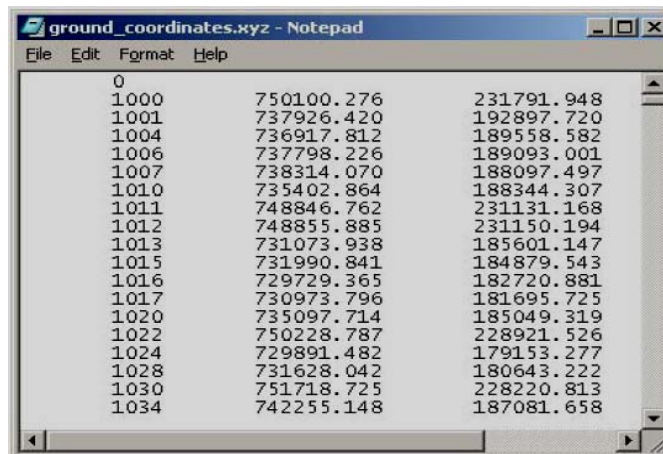 ground_coordinates.xyz - Notepad
File Edit Format Help
0
1000 750100.276 231791.948
1001 737926.420 192897.720
1004 736917.812 189558.582
1006 737798.226 189093.001
1007 738314.070 188097.497
1010 735402.864 188344.307
1011 748846.762 231131.168
1012 748855.885 231150.194
1013 731073.938 185601.147
1015 731990.841 184879.543
1016 729729.365 182720.881
1017 730973.796 181695.725
1020 735097.714 185049.319
1022 750228.787 228921.526
1024 729891.482 179153.277
1028 731628.042 180643.222
1030 751718.725 228220.813
1034 742255.148 187081.658